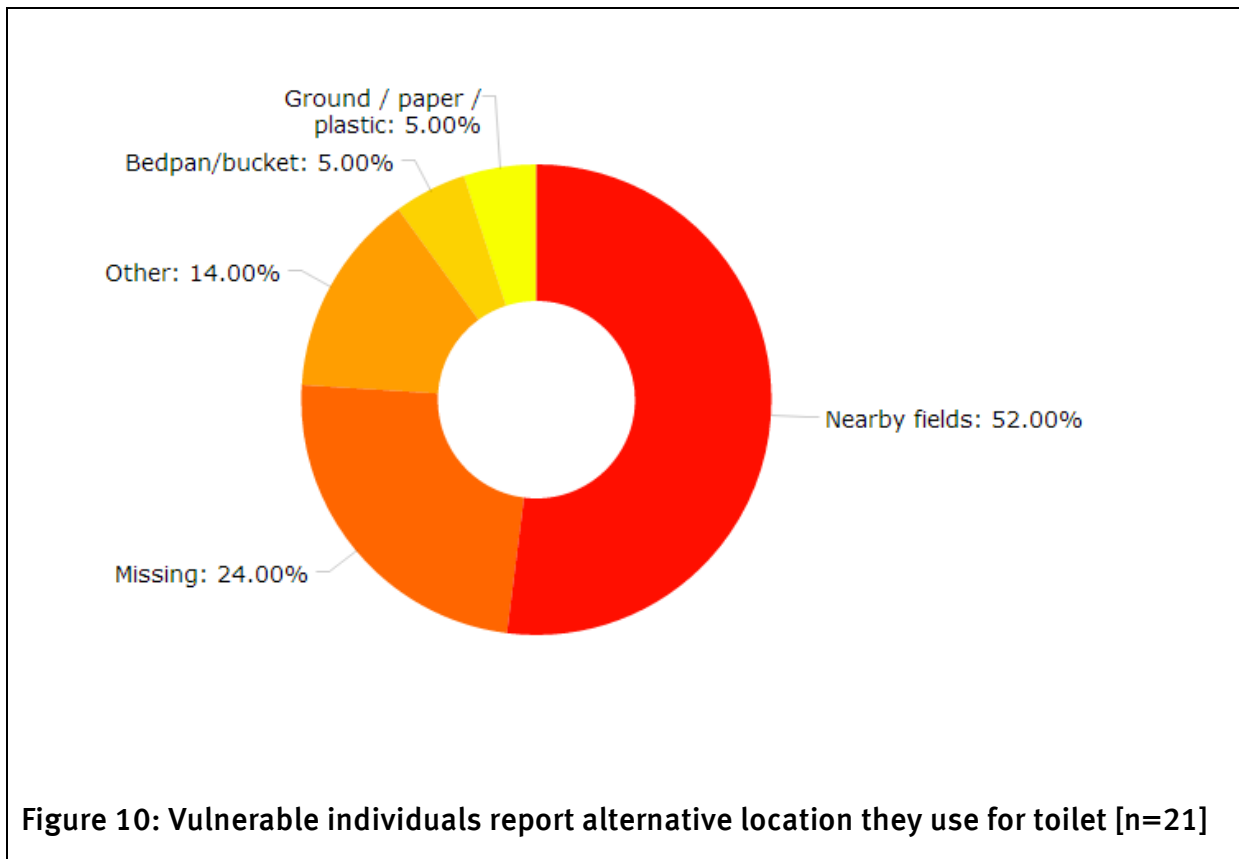 Ground / paper /
plastic: 5.00%
Bedpan/bucket: 5.00%
Other: 14.00%
Nearby fields: 52.00%
Missing: 24.00%
Figure 10: Vulnerable individuals report alternative location they use for toilet [n=21]